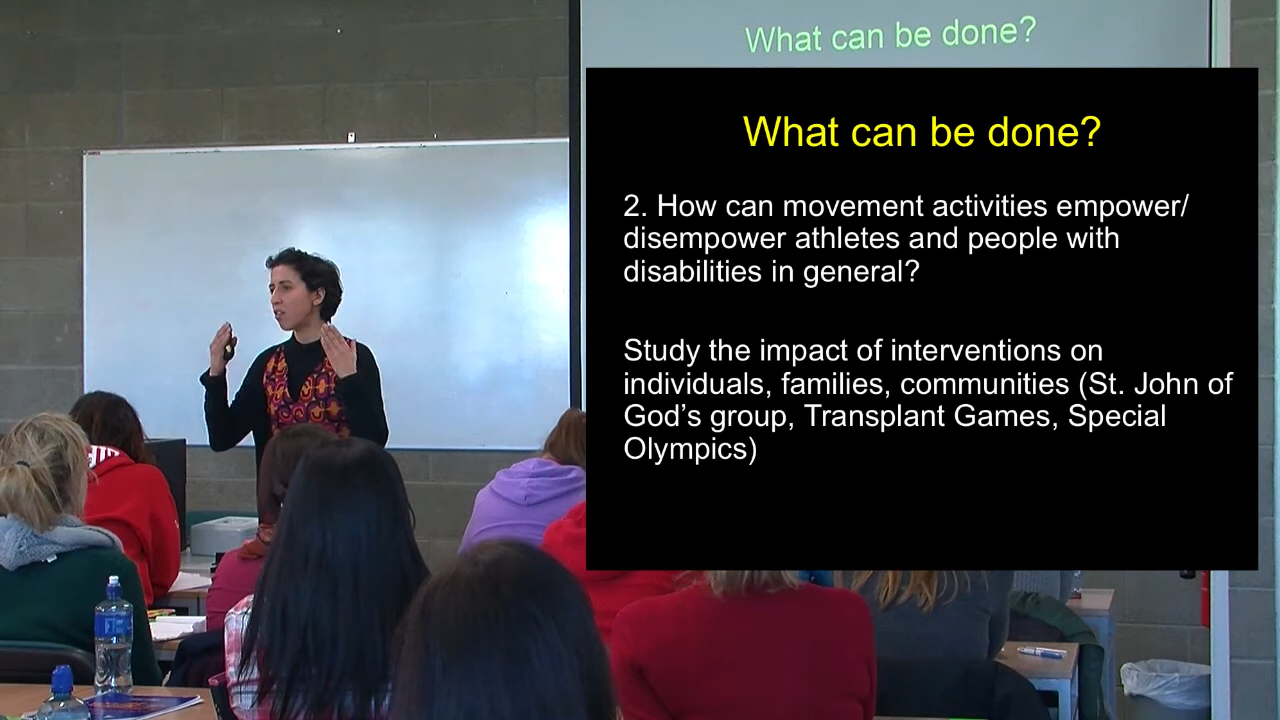 What can be done?
What can be done?
2. How can movement activities empower/
disempower athletes and people with
disabilities in general?
Study the impact of interventions on
individuals, families, communities (St. John of
God’s group, Transplant Games, Special
Olympics)